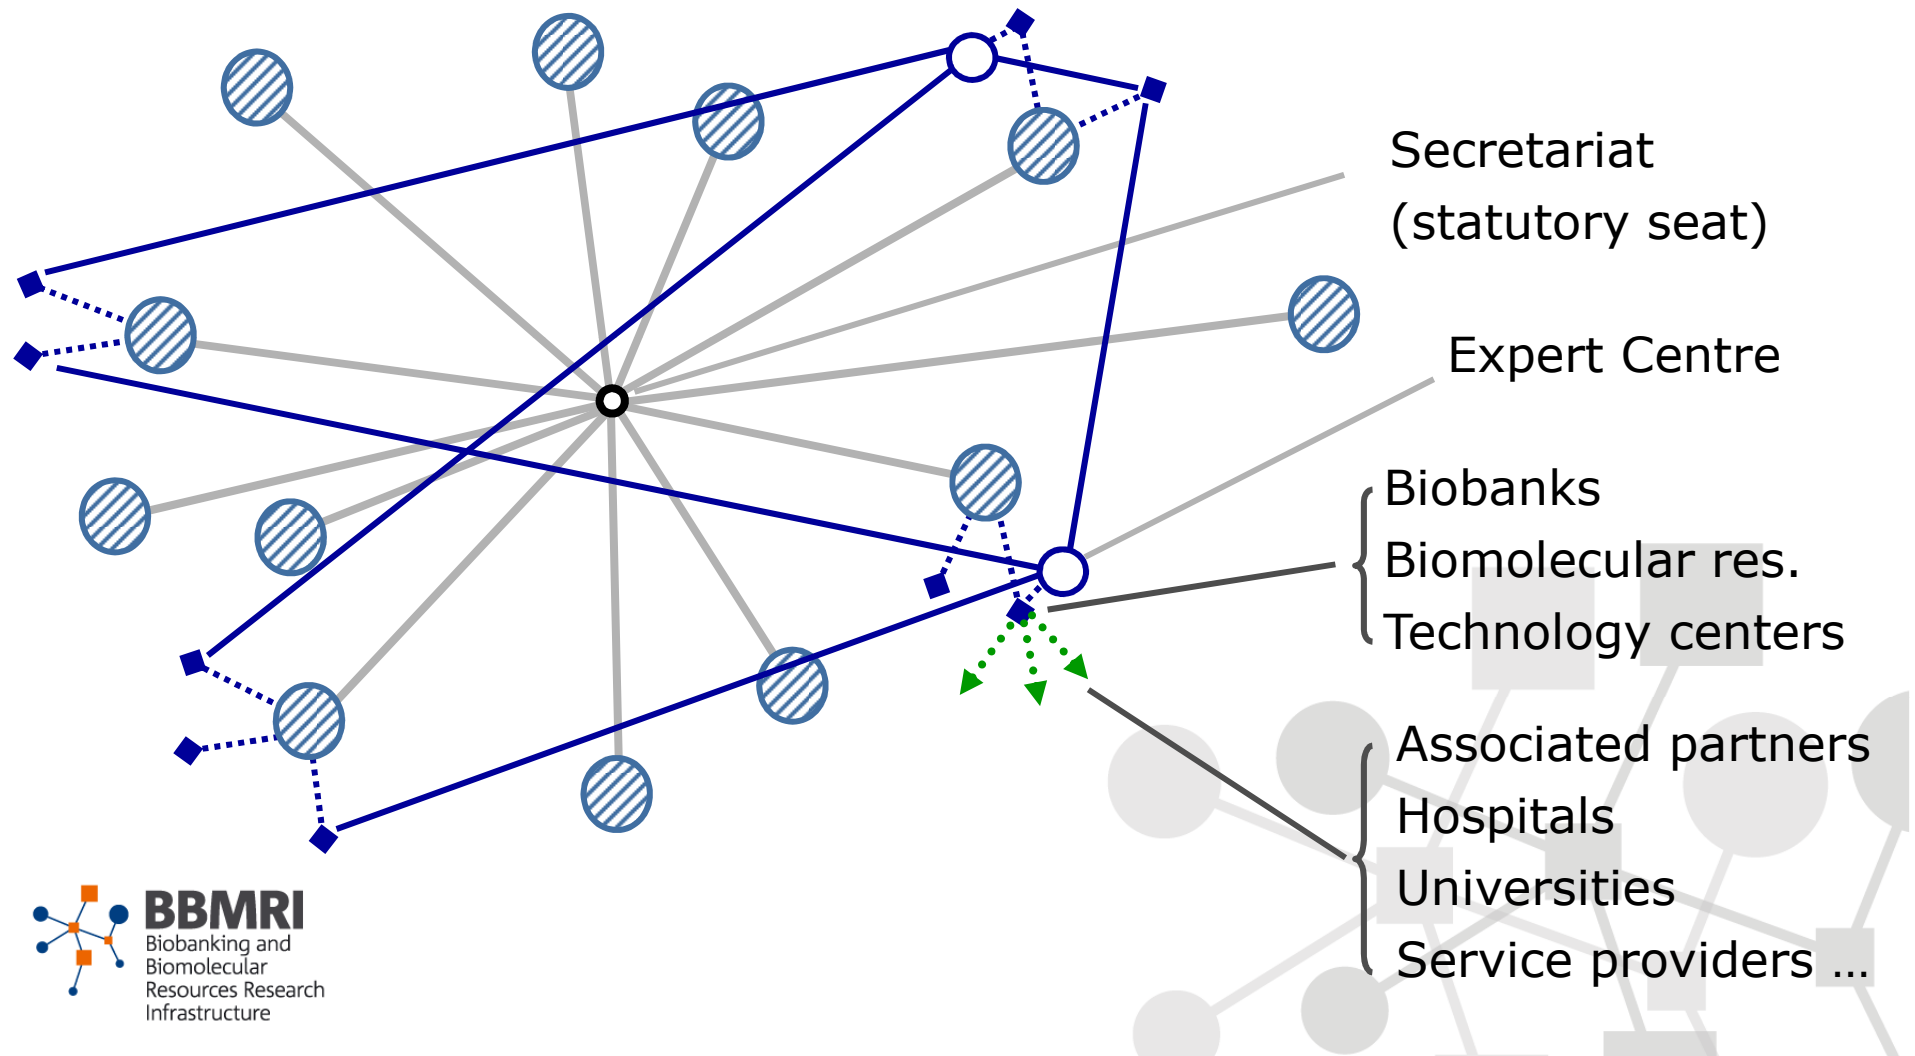 Secretariat
(statutory seat)
Expert Centre
Biobanks
Biomolecular res.
Technology centers
Associated partners
Hospitals
Universities
Service providers ...
BBMRI
Biobanking and
Biomolecular
Resources Research
Infrastructure